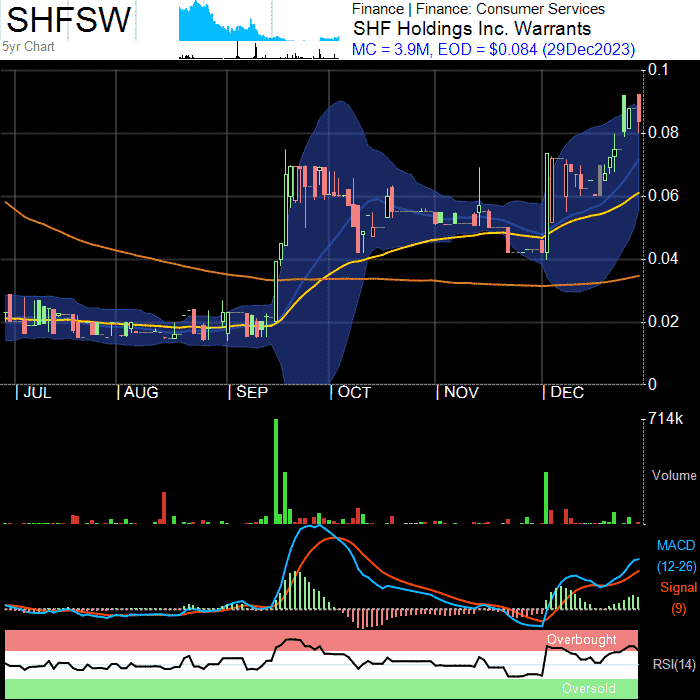 SHFSW
5yr Chart
Finance | Finance: Consumer Services
SHF Holdings Inc. Warrants
MC = 3.9M, EOD = $0.084 (29Dec2023)
0.1
0.08
0.06
0.04
0.02
0
JUL AUG SEP OCT NOV DEC
714k
Volume
MACD
(12-26)
Signal
(9)
Overbought
RSI(14)
Oversold